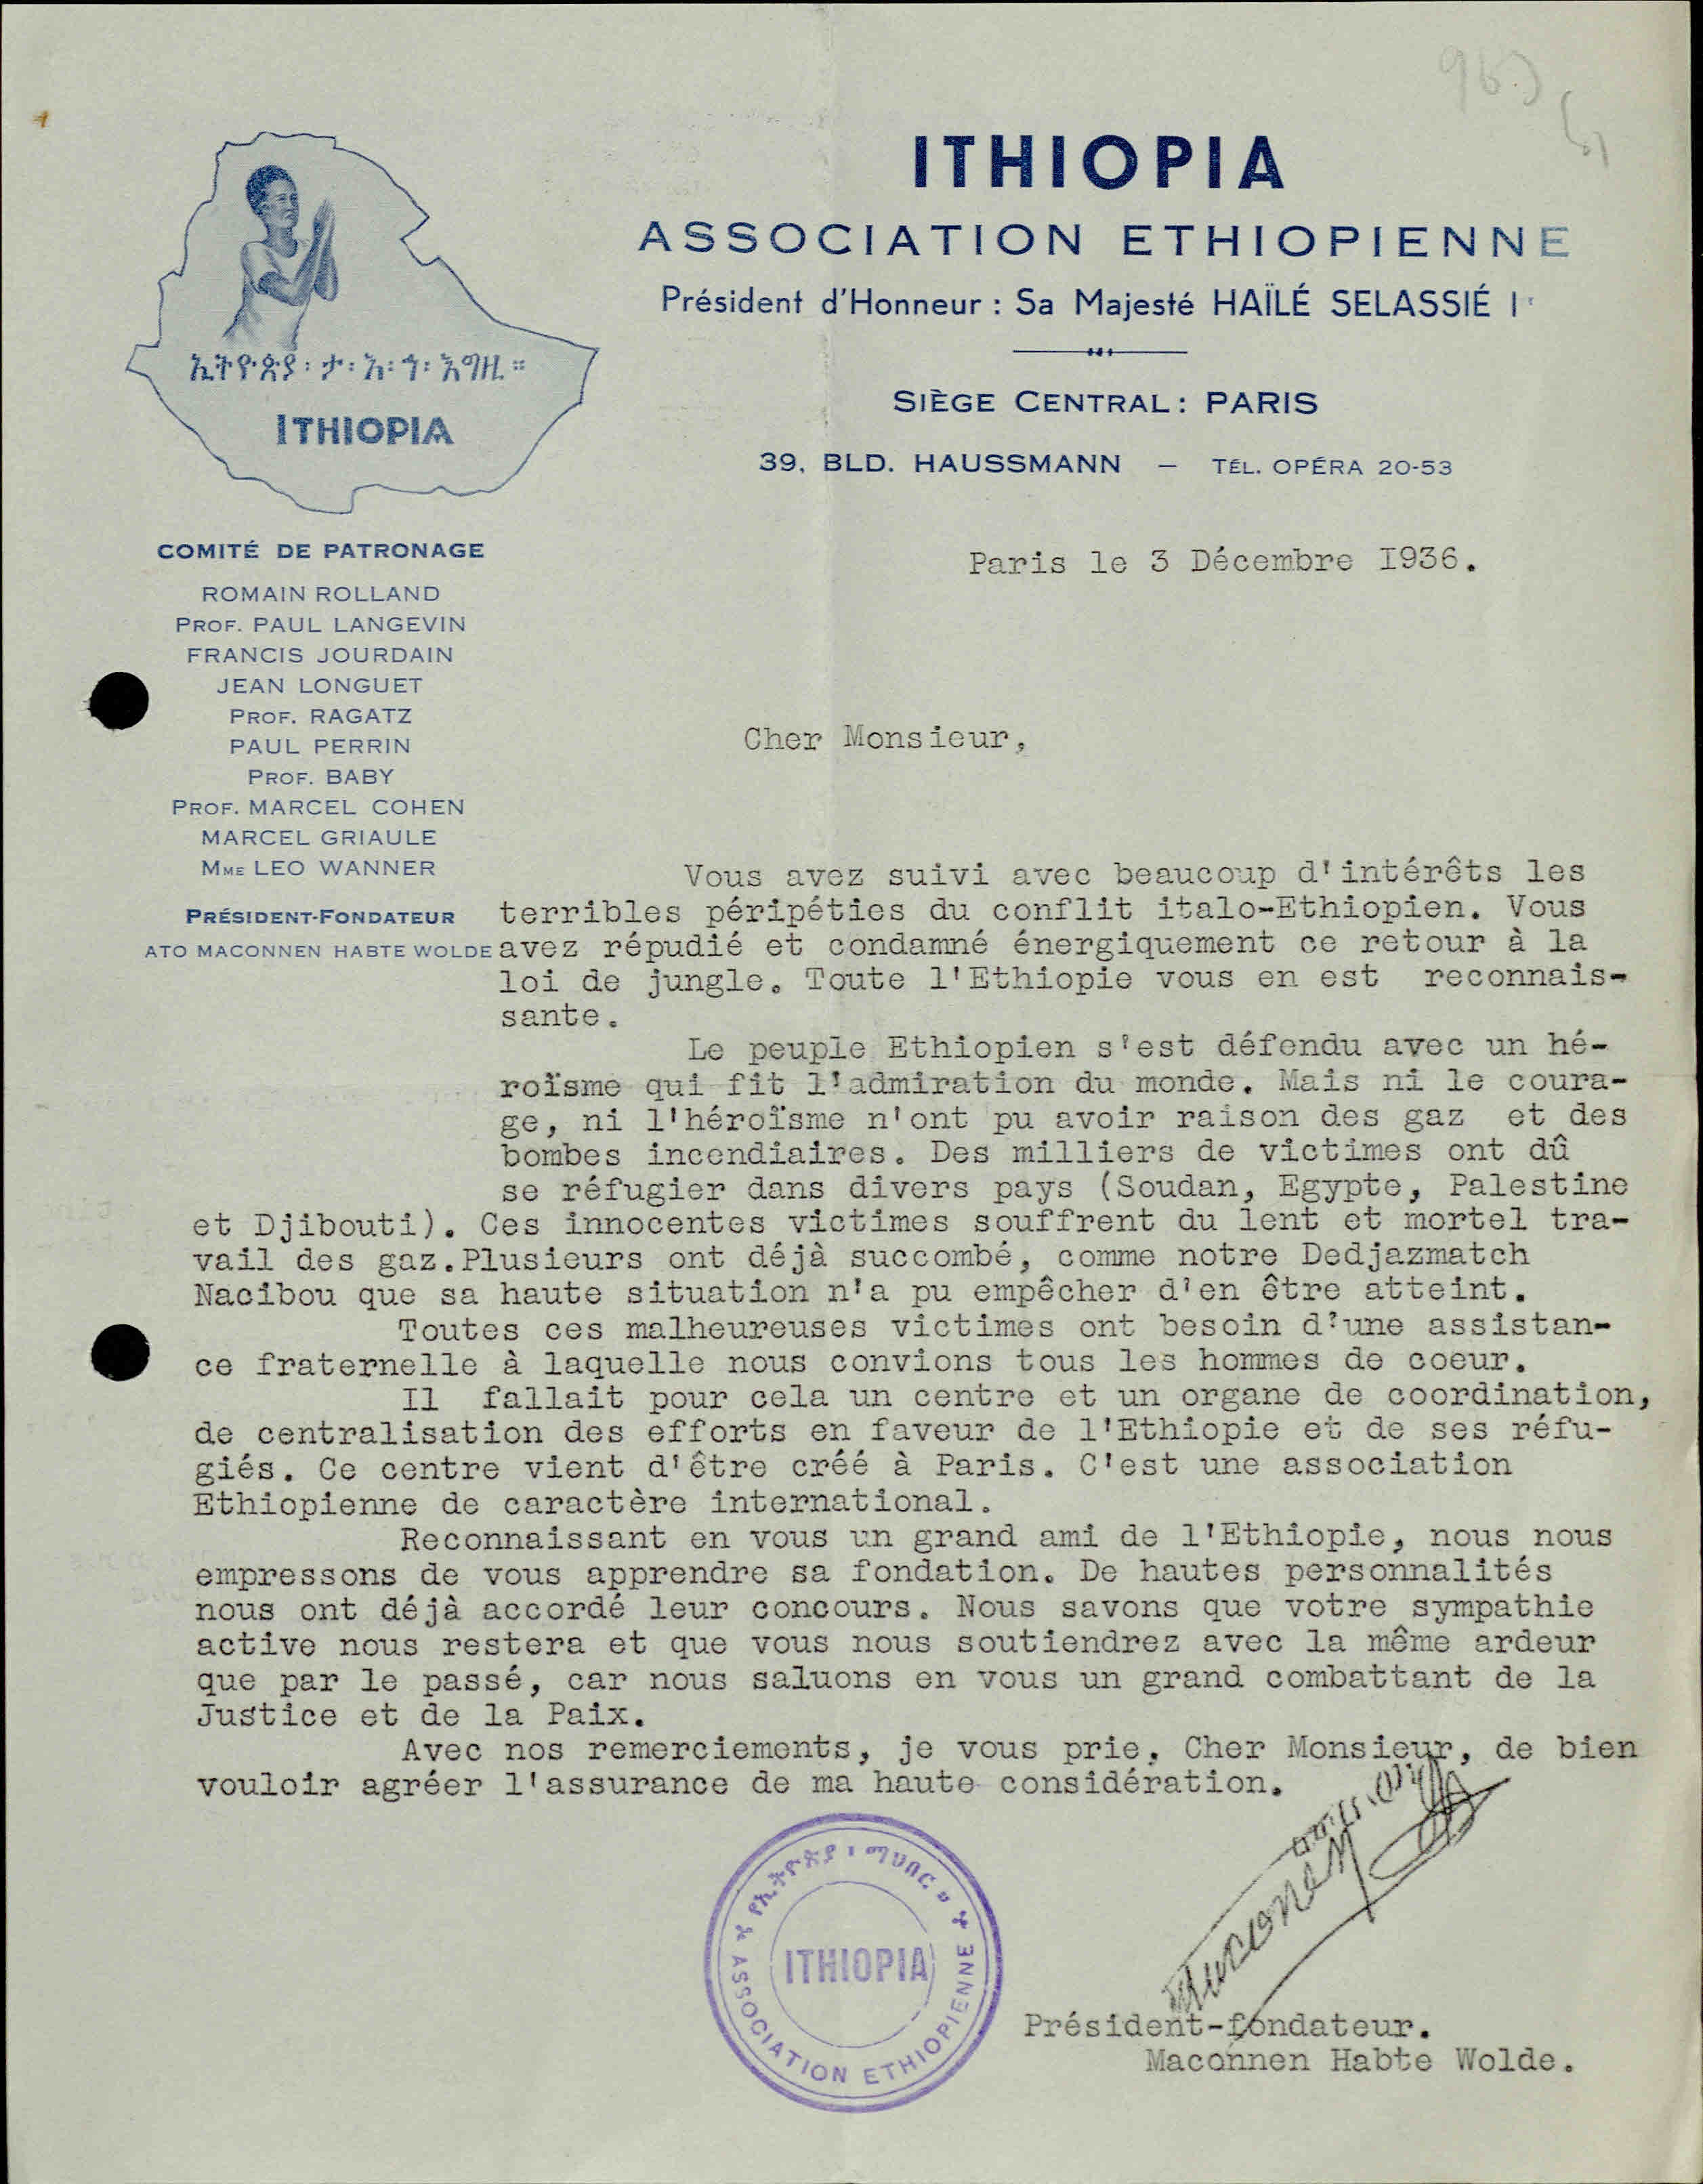 ITHIOPIA
ASSOCIATION ETHIOPIENNE
Président d'Honneur : Sa Majesté HAÏLÉ SELASSIÉ Iᵉʳ
SIÈGE CENTRAL : PARIS
39, BLD. HAUSSMANN — TÉL. OPÉRA 20-53
ኢትዮጵያ ፡ ታ ፡ እ ፡ ኀ ፡ እግዚ ።
ITHIOPIA
COMITÉ DE PATRONAGE
ROMAIN ROLLAND
PROF. PAUL LANGEVIN
FRANCIS JOURDAIN
JEAN LONGUET
PROF. RAGATZ
PAUL PERRIN
PROF. BABY
PROF. MARCEL COHEN
MARCEL GRIAULE
MME LEO WANNER
PRÉSIDENT-FONDATEUR
ATO MACONNEN HABTE WOLDE
Paris le 3 Décembre I936.
Cher Monsieur,
Vous avez suivi avec beaucoup d'intérêts les
terribles péripéties du conflit italo-Ethiopien. Vous
avez répudié et condamné énergiquement ce retour à la
loi de jungle. Toute l'Ethiopie vous en est reconnais-
sante.
Le peuple Ethiopien s'est défendu avec un hé-
roïsme qui fit l'admiration du monde. Mais ni le coura-
ge, ni l'héroïsme n'ont pu avoir raison des gaz et des
bombes incendiaires. Des milliers de victimes ont dû
se réfugier dans divers pays (Soudan, Egypte, Palestine
et Djibouti). Ces innocentes victimes souffrent du lent et mortel tra-
vail des gaz.Plusieurs ont déjà succombé, comme notre Dedjazmatch
Nacibou que sa haute situation n'a pu empêcher d'en être atteint.
Toutes ces malheureuses victimes ont besoin d'une assistan-
ce fraternelle à laquelle nous convions tous les hommes de coeur.
Il fallait pour cela un centre et un organe de coordination,
de centralisation des efforts en faveur de l'Ethiopie et de ses réfu-
giés. Ce centre vient d'être créé à Paris. C'est une association
Ethiopienne de caractère international.
Reconnaissant en vous un grand ami de l'Ethiopie, nous nous
empressons de vous apprendre sa fondation. De hautes personnalités
nous ont déjà accordé leur concours. Nous savons que votre sympathie
active nous restera et que vous nous soutiendrez avec la même ardeur
que par le passé, car nous saluons en vous un grand combattant de la
Justice et de la Paix.
Avec nos remerciements, je vous prie, Cher Monsieur, de bien
vouloir agréer l'assurance de ma haute considération.
የኢትዮጵያ ፡ ማህበር ።
ITHIOPIA
ASSOCIATION ETHIOPIENNE
Maconen
Président-fondateur.
Maconnen Habte Wolde.